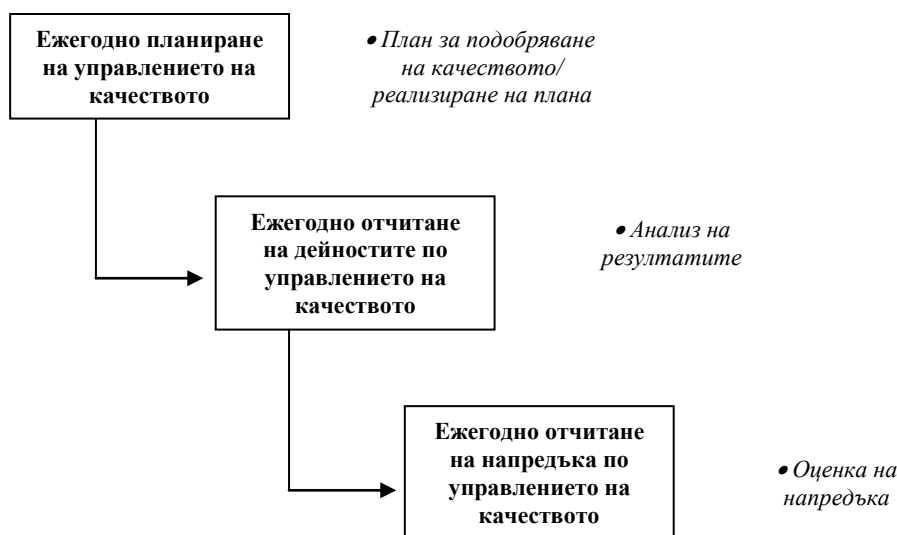 Ежегодно планиране
на управлението на
качеството
• План за подобряване
на качеството/
реализиране на плана
Ежегодно отчитане
на дейностите по
управлението на
качеството
• Анализ на
резултатите
Ежегодно отчитане
на напредъка по
управлението на
качеството
• Оценка на
напредъка